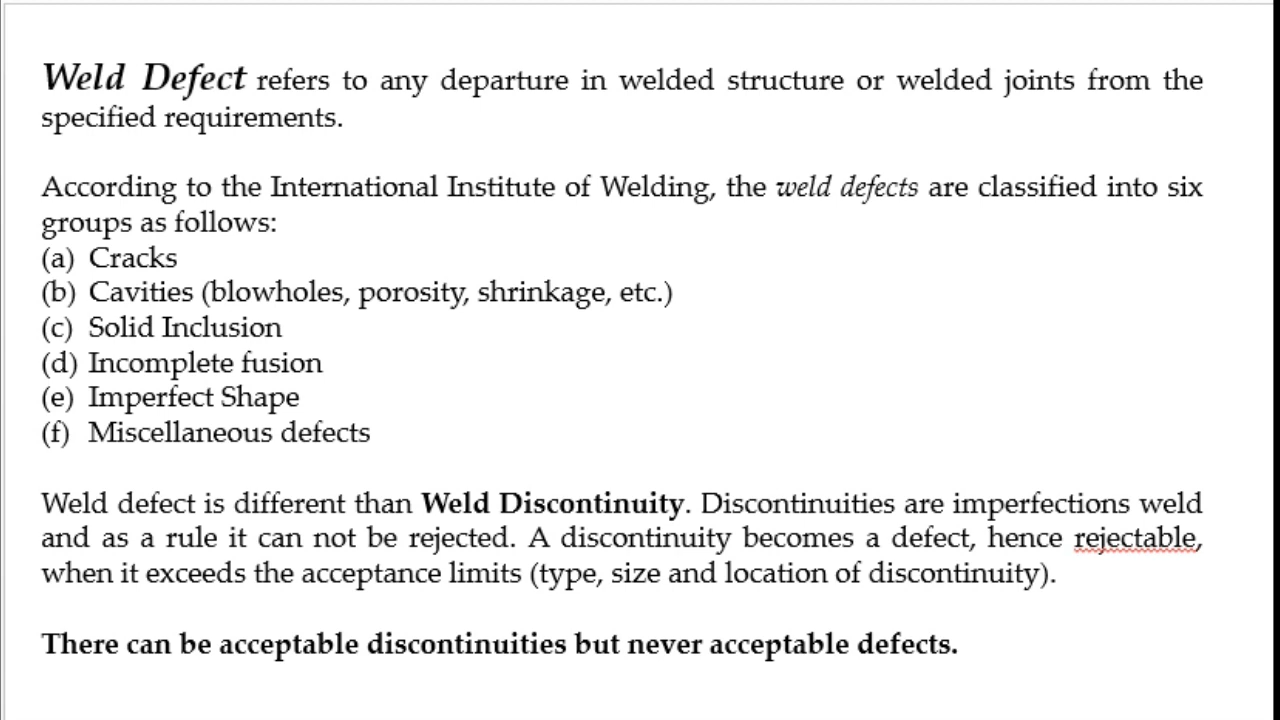 Weld Defect refers to any departure in welded structure or welded joints from the
specified requirements.
According to the International Institute of Welding, the weld defects are classified into six
groups as follows:
(a) Cracks
(b) Cavities (blowholes, porosity, shrinkage, etc.)
(c) Solid Inclusion
(d) Incomplete fusion
(e) Imperfect Shape
(f) Miscellaneous defects
Weld defect is different than Weld Discontinuity. Discontinuities are imperfections weld
and as a rule it can not be rejected. A discontinuity becomes a defect, hence rejectable,
when it exceeds the acceptance limits (type, size and location of discontinuity).
There can be acceptable discontinuities but never acceptable defects.